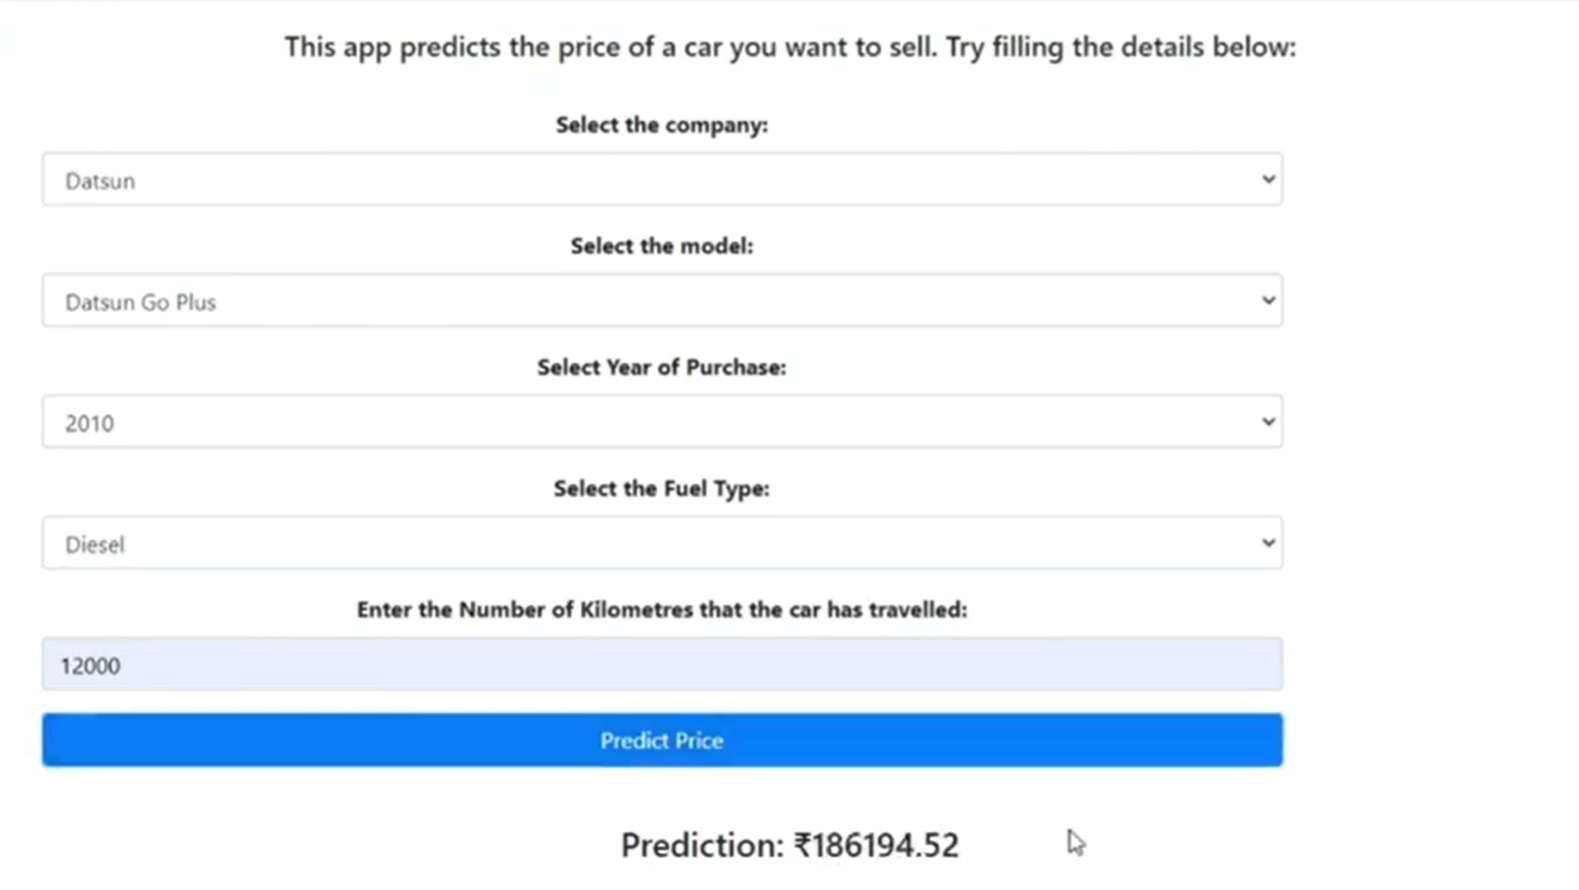 This app predicts the price of a car you want to sell. Try filling the details below:
Select the company:
Datsun
Select the model:
Datsun Go Plus
Select Year of Purchase:
2010
Select the Fuel Type:
Diesel
Enter the Number of Kilometres that the car has travelled:
12000
Predict Price
Prediction: ₹186194.52